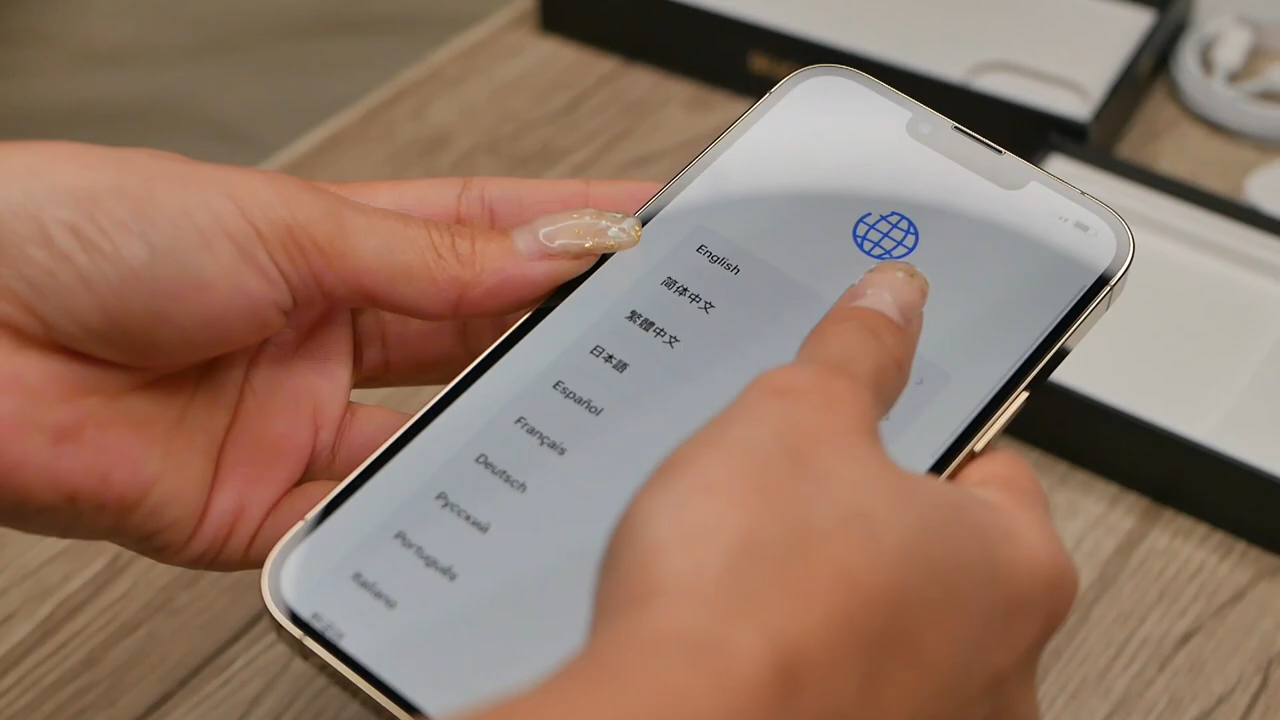 English
简体中文
繁體中文
日本語
Español
Français
Deutsch
Русский
Português
Italiano